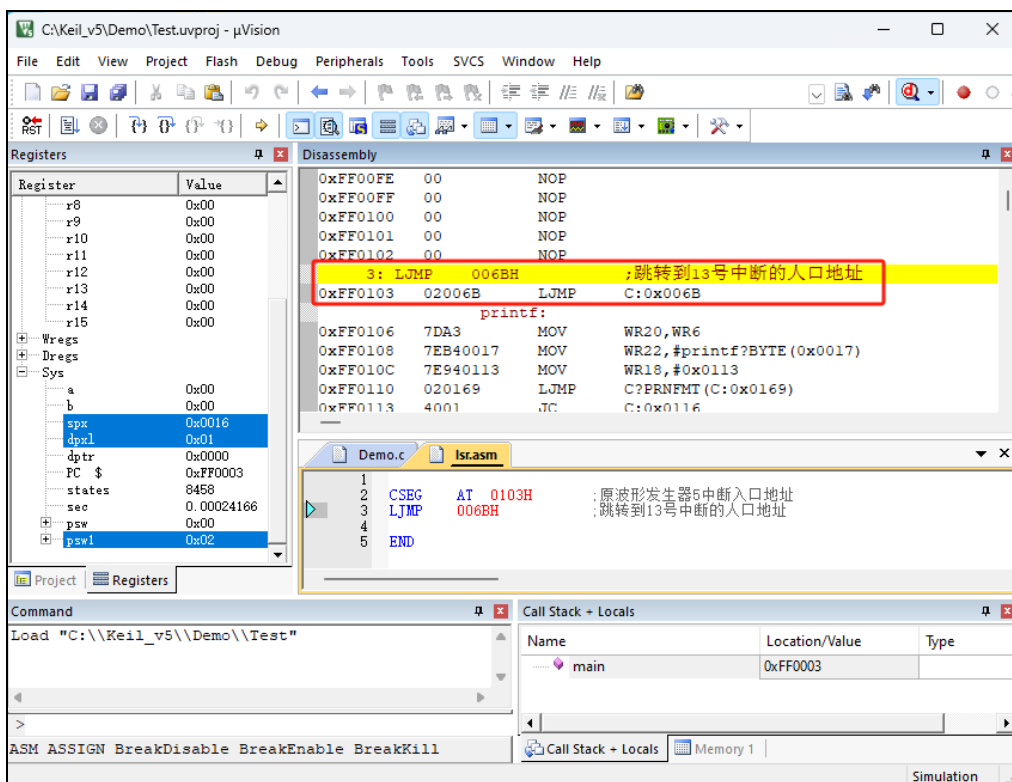 C:\Keil_v5\Demo\Test.uvproj - µVision
File Edit View Project Flash Debug Peripherals Tools SVCS Window Help
RST
Registers
Register Value
r8 0x00
r9 0x00
r10 0x00
r11 0x00
r12 0x00
r13 0x00
r14 0x00
r15 0x00
Wregs
Dregs
Sys
a 0x00
b 0x00
spx 0x0016
dpxl 0x01
dptr 0x0000
PC $ 0xFF0003
states 8458
sec 0.00024166
psw 0x00
psw1 0x02
Project Registers
Disassembly
0xFF00FE 00 NOP
0xFF00FF 00 NOP
0xFF0100 00 NOP
0xFF0101 00 NOP
0xFF0102 00 NOP
3: LJMP 006BH ;跳转到13号中断的人口地址
0xFF0103 02006B LJMP C:0x006B
printf:
0xFF0106 7DA3 MOV WR20,WR6
0xFF0108 7EB40017 MOV WR22,#printf?BYTE(0x0017)
0xFF010C 7E940113 MOV WR18,#0x0113
0xFF0110 020169 LJMP C?PRNFMT(C:0x0169)
0xFF0113 4001 JC C:0x0116
Demo.c Isr.asm
1
2 CSEG AT 0103H ;原波形发生器5中断入口地址
3 LJMP 006BH ;跳转到13号中断的人口地址
4
5 END
Command
Load "C:\\Keil_v5\\Demo\\Test"
>
ASM ASSIGN BreakDisable BreakEnable BreakKill
Call Stack + Locals
Name Location/Value Type
main 0xFF0003
Call Stack + Locals Memory 1
Simulation